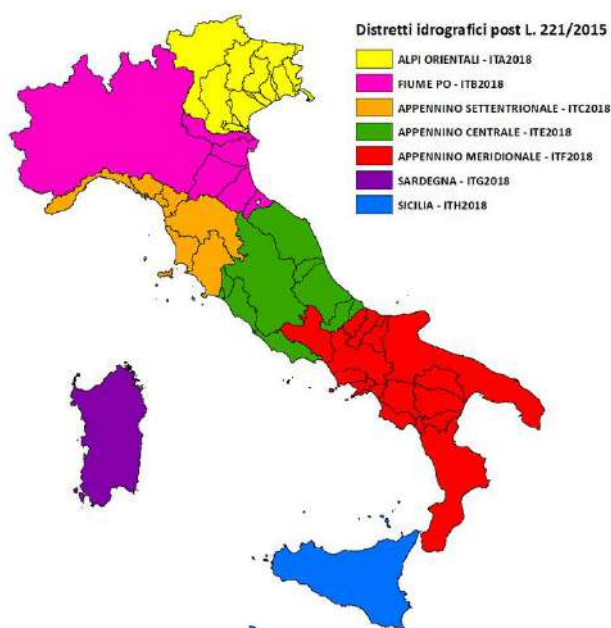 Distretti idrografici post L. 221/2015
ALPI ORIENTALI - ITA2018
FIUME PO - ITB2018
APPENNINO SETTENTRIONALE - ITC2018
APPENNINO CENTRALE - ITE2018
APPENNINO MERIDIONALE - ITF2018
SARDEGNA - ITG2018
SICILIA - ITH2018